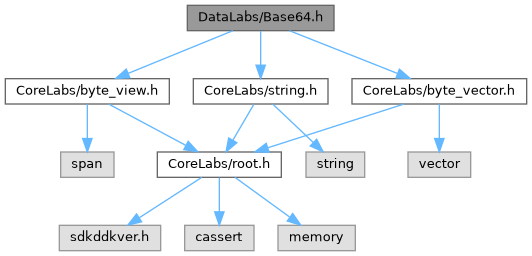 DataLabs/Base64.h
CoreLabs/byte_view.h
CoreLabs/string.h
CoreLabs/byte_vector.h
span
CoreLabs/root.h
string
vector
sdkddkver.h
cassert
memory